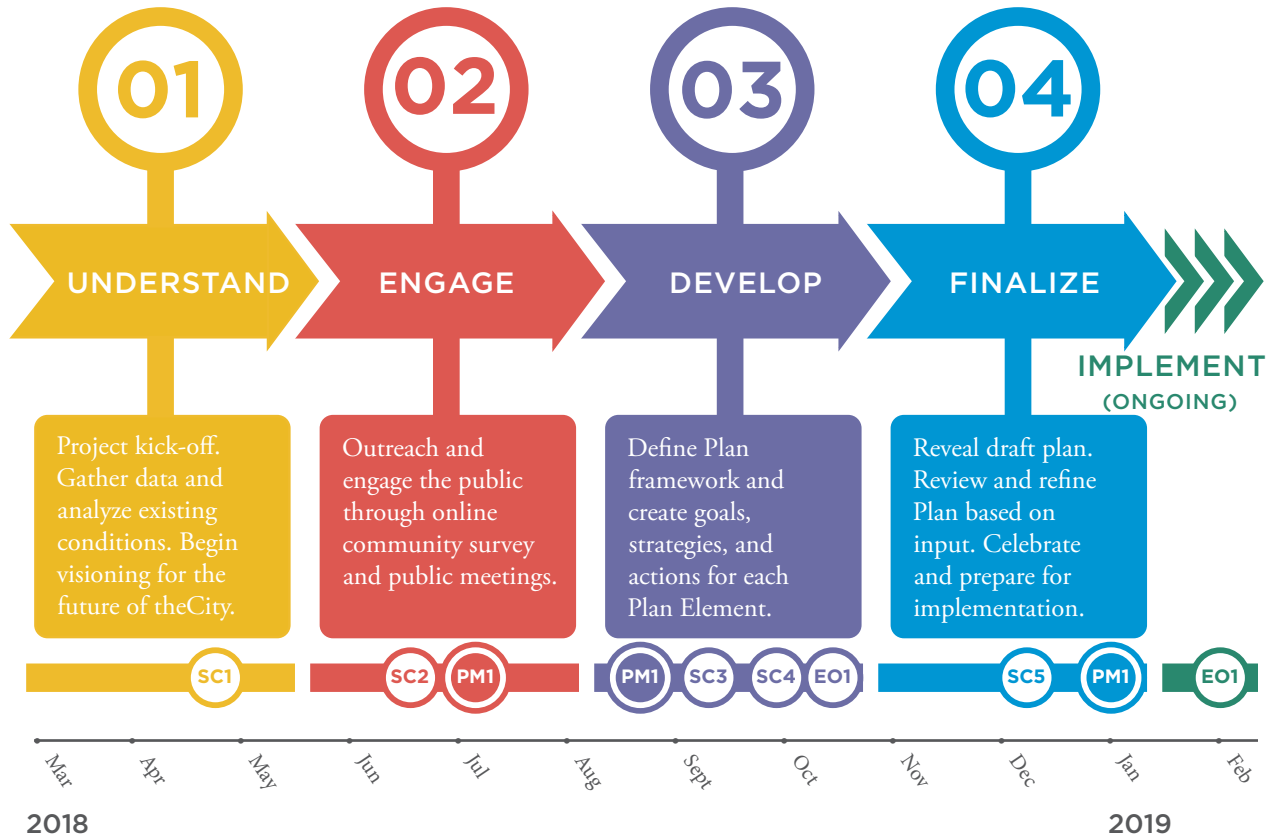 01
02
03
04
UNDERSTAND
ENGAGE
DEVELOP
FINALIZE
IMPLEMENT
(ONGOING)
Project kick-off.
Gather data and
analyze existing
conditions. Begin
visioning for the
future of theCity.
Outreach and
engage the public
through online
community survey
and public meetings.
Define Plan
framework and
create goals,
strategies, and
actions for each
Plan Element.
Reveal draft plan.
Review and refine
Plan based on
input. Celebrate
and prepare for
implementation.
SC1
SC2
PM1
PM1
SC3
SC4
EO1
SC5
PM1
EO1
Mar
Apr
May
Jun
Jul
Aug
Sept
Oct
Nov
Dec
Jan
Feb
2018
2019